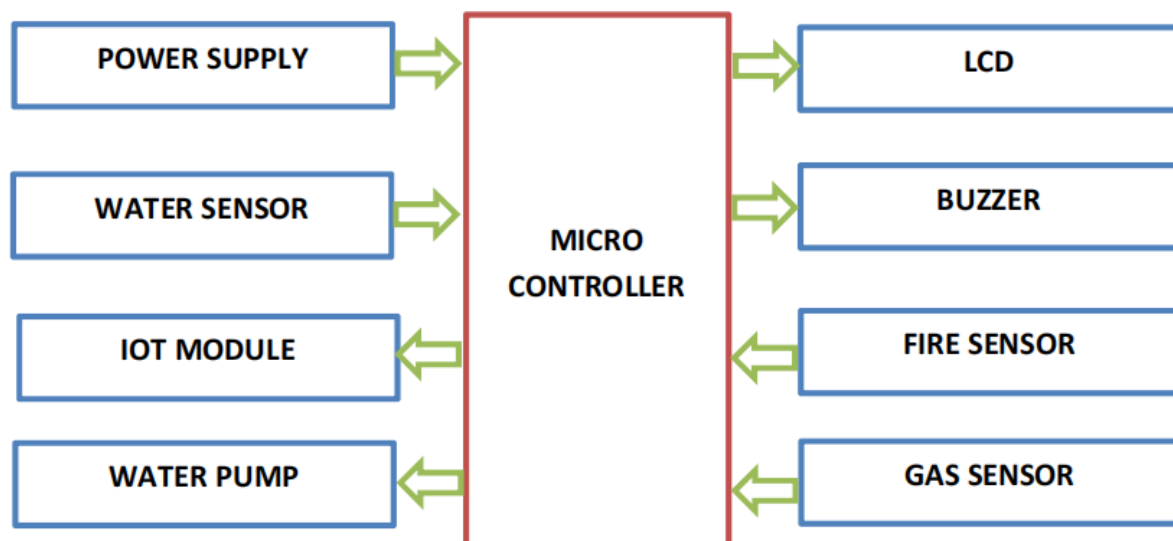 POWER SUPPLY
WATER SENSOR
IOT MODULE
WATER PUMP
MICRO
CONTROLLER
LCD
BUZZER
FIRE SENSOR
GAS SENSOR